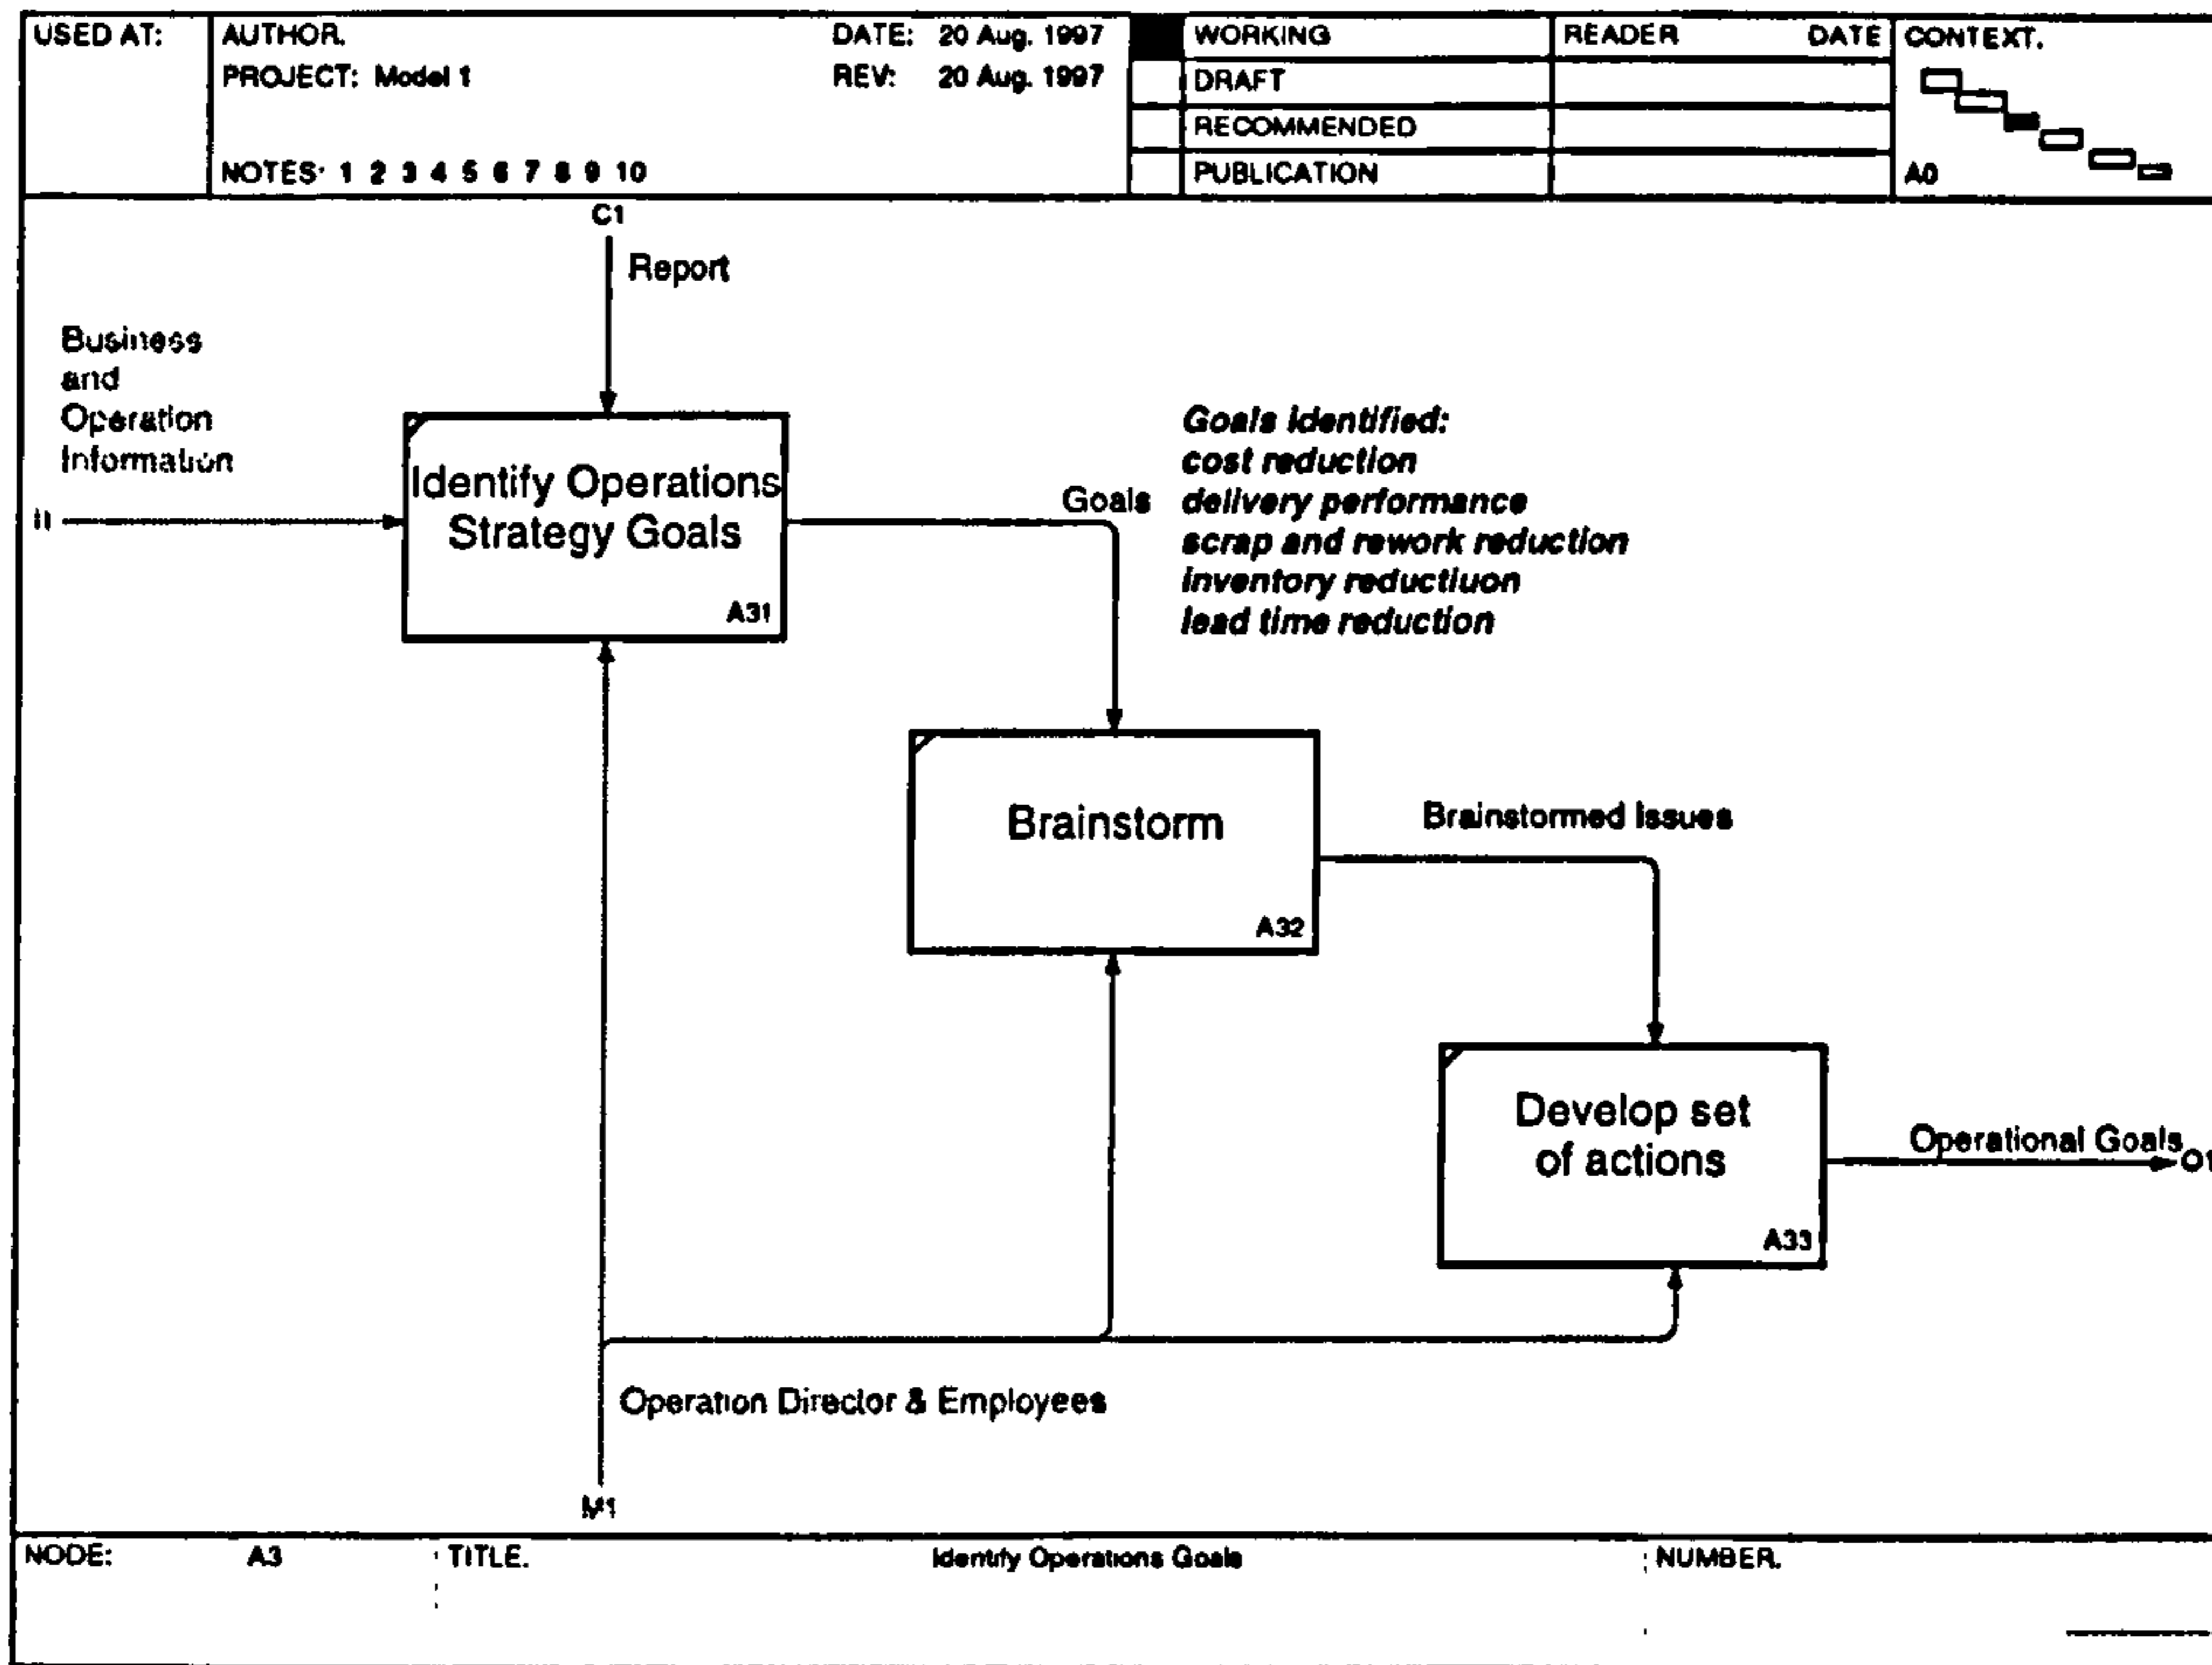 USED AT:
AUTHOR.
DATE: 20 Aug. 1997
PROJECT: Model 1
REV: 20 Aug. 1997
NOTES: 1 2 3 4 5 6 7 8 9 10
WORKING
DRAFT
RECOMMENDED
PUBLICATION
READER DATE
CONTEXT.
A0
C1
Report
Business
and
Operation
Information
I1
Identify Operations
Strategy Goals
A31
Goals
Goals identified:
cost reduction
delivery performance
scrap and rework reduction
inventory reductiuon
lead time reduction
Brainstorm
A32
Brainstormed Issues
Develop set
of actions
A33
Operational Goals
O1
Operation Director & Employees
M1
NODE: A3
TITLE.
Identify Operations Goals
NUMBER.